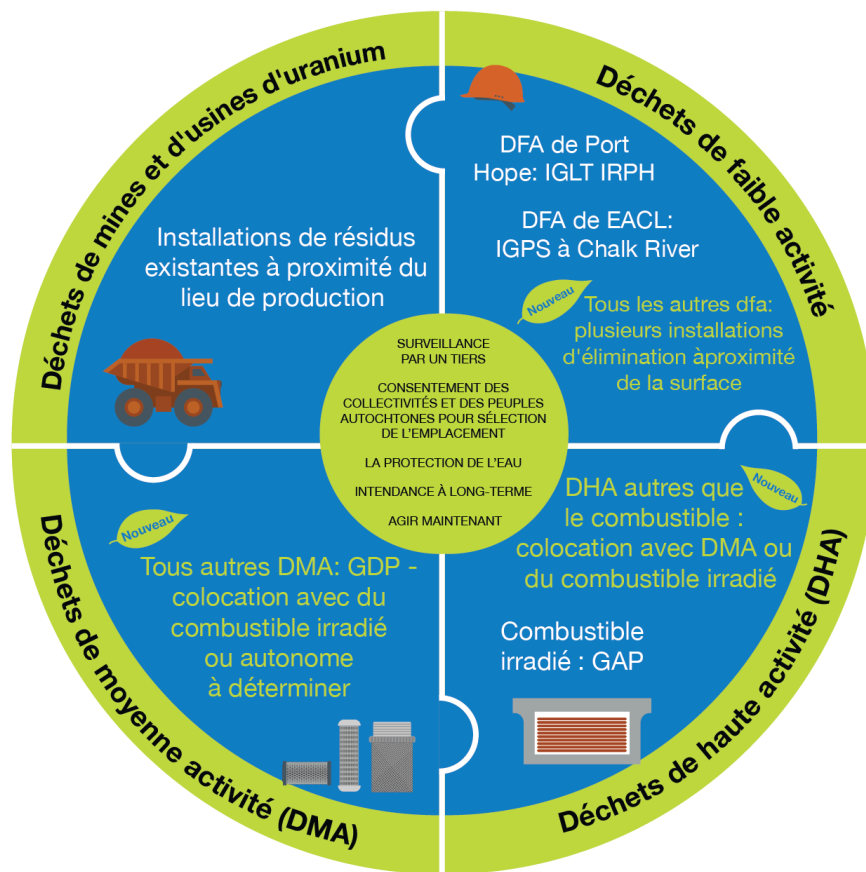 Déchets de mines et d'usines d'uranium
Installations de résidus
existantes à proximité du
lieu de production
Déchets de faible activité
DFA de Port
Hope: IGLT IRPH
DFA de EACL:
IGPS à Chalk River
Nouveau
Tous les autres dfa:
plusieurs installations
d'élimination àproximité
de la surface
SURVEILLANCE
PAR UN TIERS
CONSENTEMENT DES
COLLECTIVITÉS ET DES PEUPLES
AUTOCHTONES POUR SÉLECTION
DE L'EMPLACEMENT
LA PROTECTION DE L'EAU
INTENDANCE À LONG-TERME
AGIR MAINTENANT
Déchets de moyenne activité (DMA)
Nouveau
Tous autres DMA: GDP -
colocation avec du
combustible irradié
ou autonome
à déterminer
Déchets de haute activité (DHA)
Nouveau
DHA autres que
le combustible :
colocation avec DMA ou
du combustible irradié
Combustible
irradié : GAP